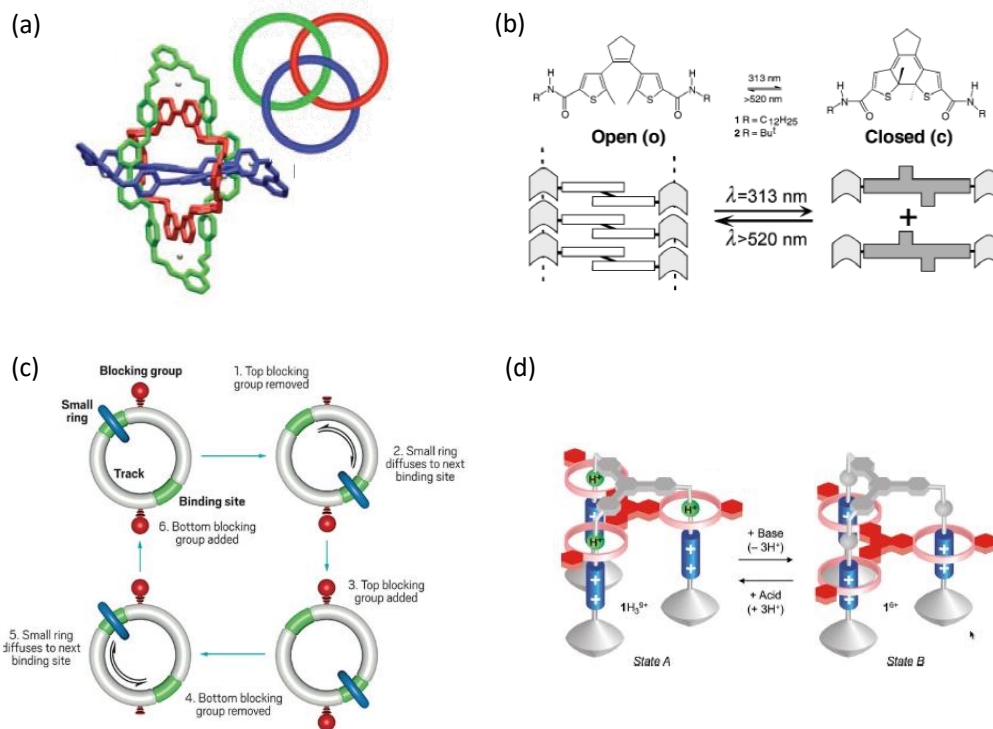 (a)
(b)
H
N
R
O
S
S
O
H
N
R
313 nm
>520 nm
1 R = C12H25
2 R = Buᵗ
H
N
R
O
S
S
O
H
N
R
Open (o)
Closed (c)
λ=313 nm
λ>520 nm
+
(c)
Blocking group
Small
ring
Track
Binding site
1. Top blocking
group removed
2. Small ring
diffuses to next
binding site
3. Top blocking
group added
4. Bottom blocking
group removed
5. Small ring
diffuses to next
binding site
6. Bottom blocking
group added
(d)
H+
H+
H+
+ +
+ +
+ +
+ Base
(– 3H⁺)
+ Acid
(+ 3H⁺)
+ +
+ +
+ +
1H₃⁹⁺
1⁶⁺
State A
State B